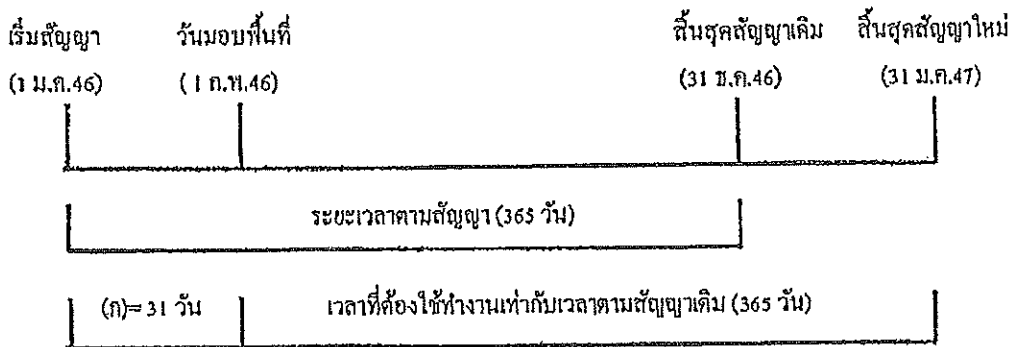 เริ่มสัญญา วันมอบพื้นที่ สิ้นสุดสัญญาเดิม สิ้นสุดสัญญาใหม่
(1 ม.ค.46) (1 ก.พ.46) (31 ธ.ค.46) (31 ม.ค.47)
ระยะเวลาตามสัญญา (365 วัน)
(ก)= 31 วัน เวลาที่ต้องใช้ทำงานเท่ากับเวลาตามสัญญาเดิม (365 วัน)